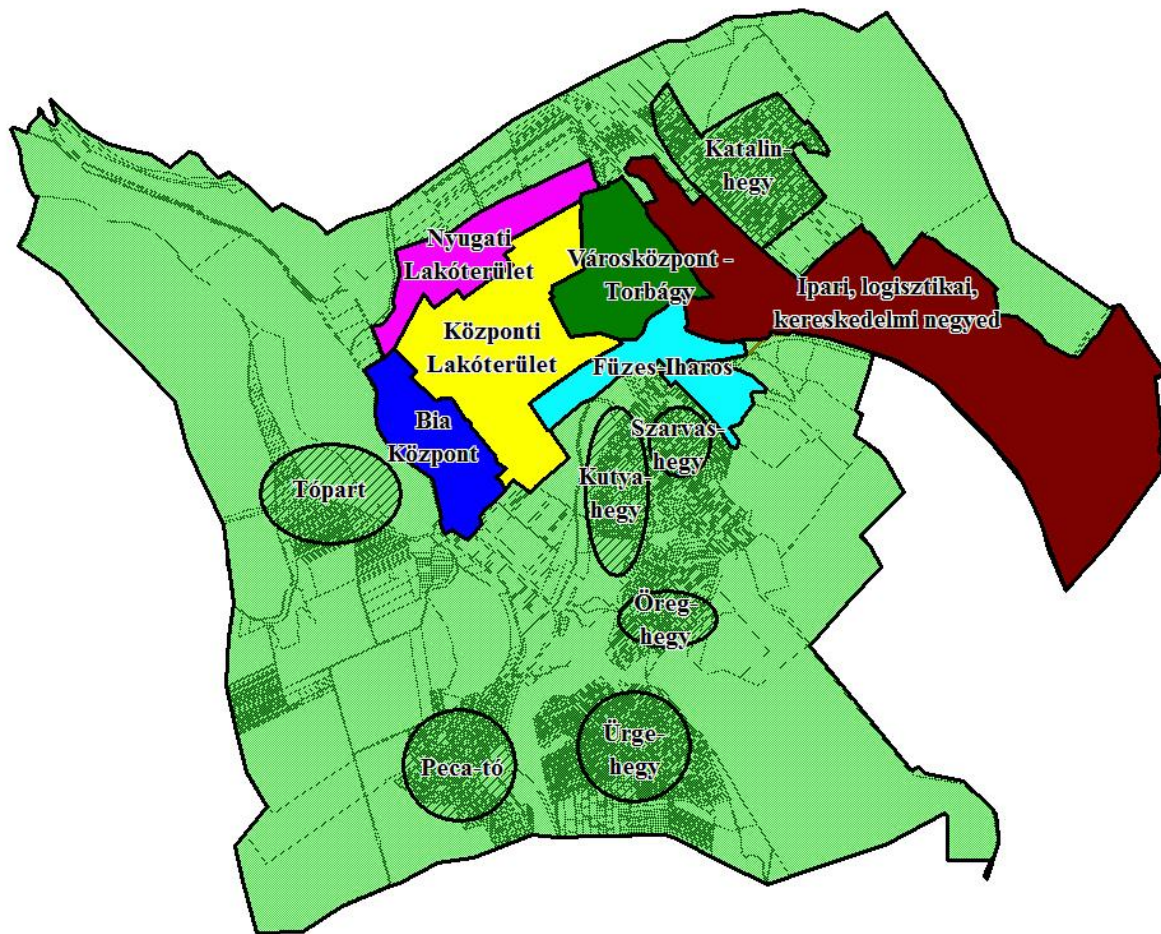 Katalin-
hegy
Nyugati
Lakóterület
Városközpont -
Torbágy
Ipari, logisztikai,
kereskedelmi negyed
Központi
Lakóterület
Füzes-Iharos
Bia
Központ
Szarvas-
hegy
Kutya-
hegy
Tópart
Öreg-
hegy
Ürge-
hegy
Peca-tó